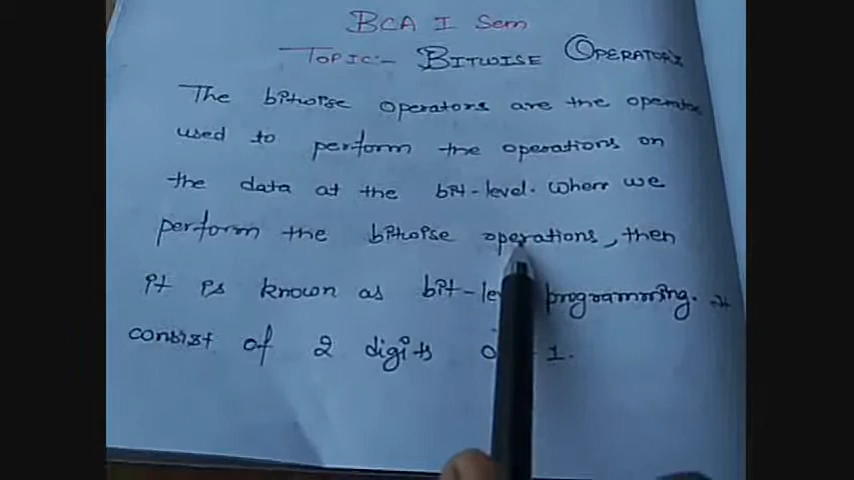 BCA I Sem
TOPIC:- BITWISE OPERATORS
The bitwise operators are the operators
used to perform the operations on
the data at the bit-level. When we
perform the bitwise operations, then
it is known as bit-le programming. It
consist of 2 digits 0 1.